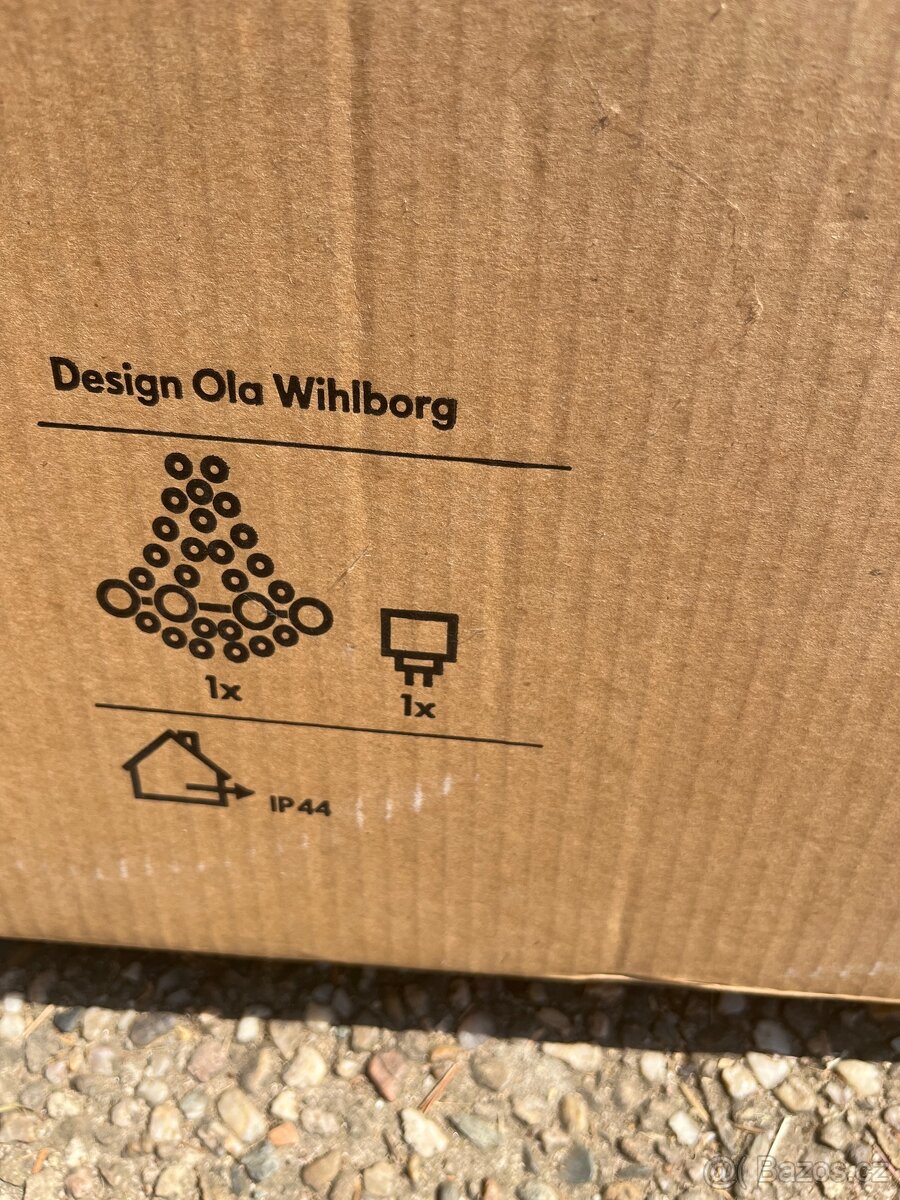 Design Ola Wihlborg
1x
1x
IP44
Bazos.cz